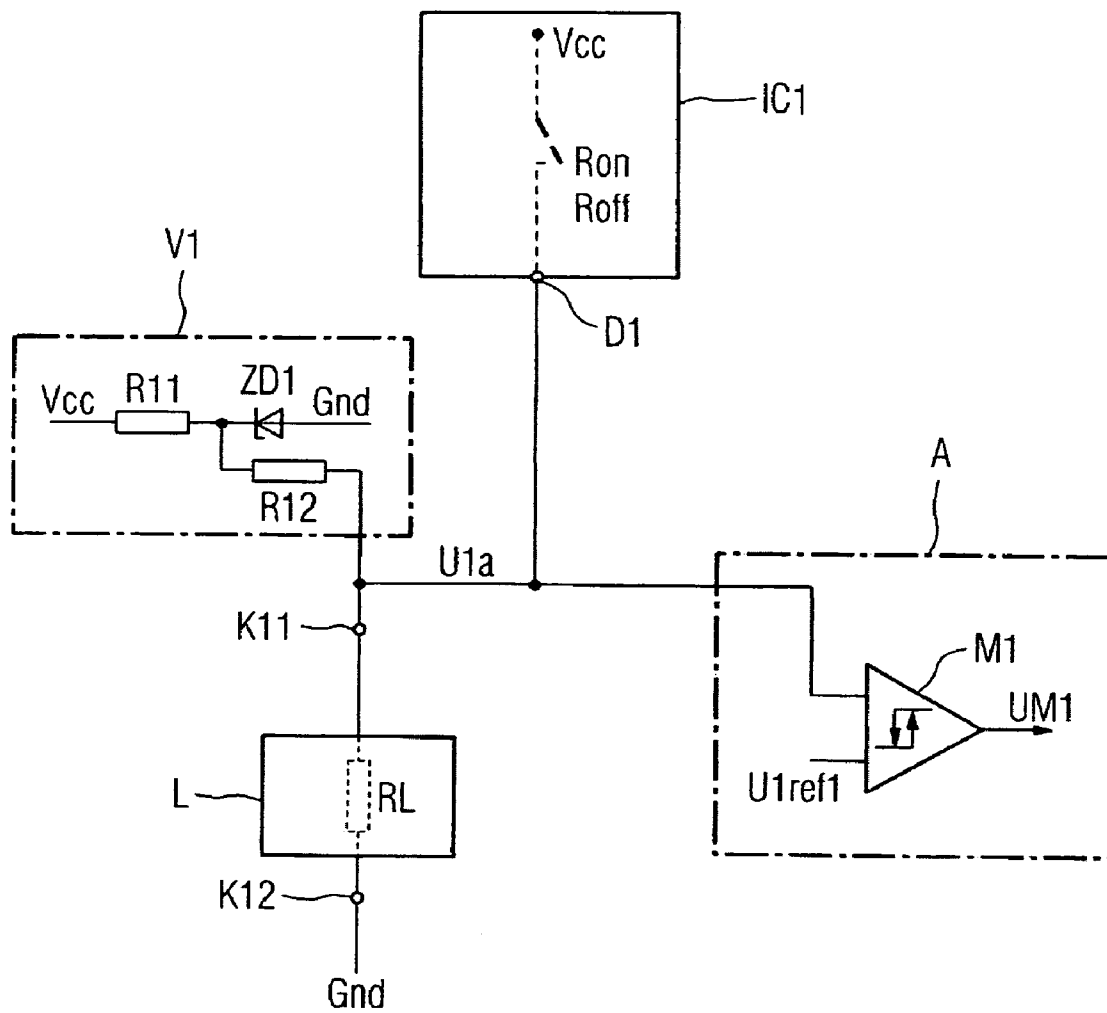 Vcc
IC1
Ron
Roff
V1
D1
R11
ZD1
Vcc
Gnd
R12
A
U1a
K11
M1
UM1
U1ref1
L
RL
K12
Gnd